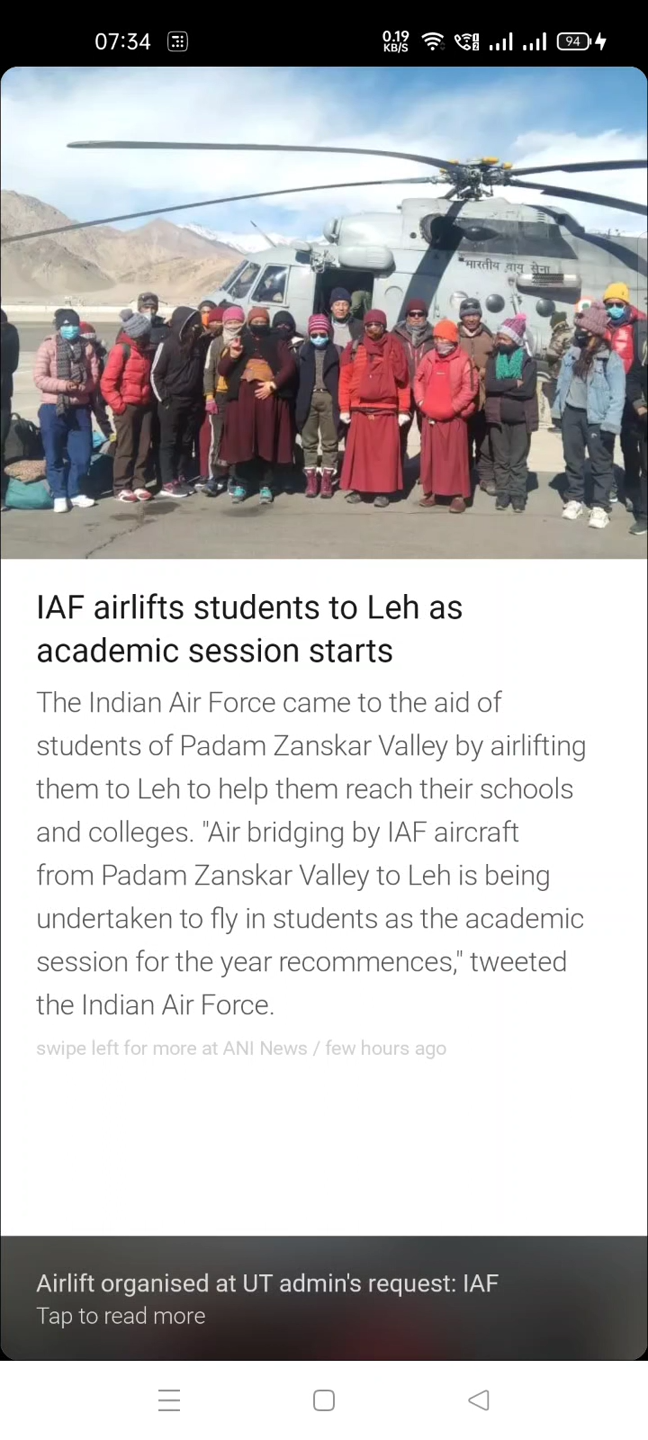 07:34
0.19
KB/S
94
भारतीय वायु सेना
IAF airlifts students to Leh as
academic session starts
The Indian Air Force came to the aid of
students of Padam Zanskar Valley by airlifting
them to Leh to help them reach their schools
and colleges. "Air bridging by IAF aircraft
from Padam Zanskar Valley to Leh is being
undertaken to fly in students as the academic
session for the year recommences," tweeted
the Indian Air Force.
swipe left for more at ANI News / few hours ago
Airlift organised at UT admin's request: IAF
Tap to read more